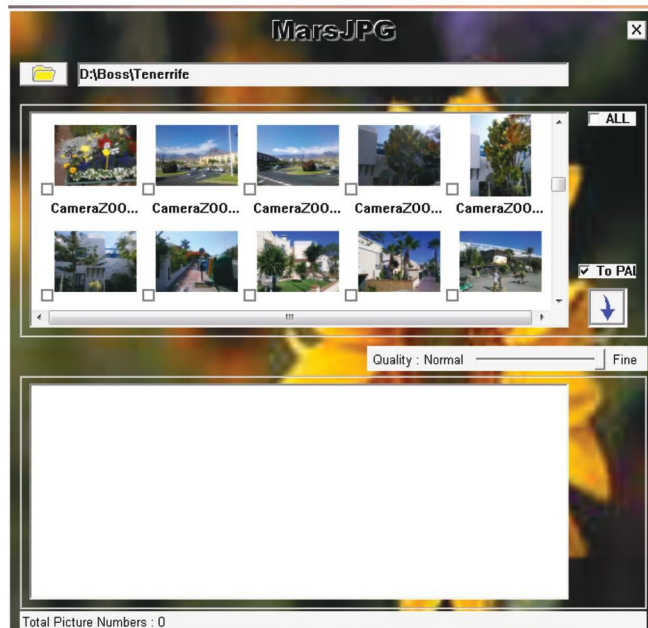 MarsJPG
D:\Boss\Tenerrife
ALL
CameraZOO... CameraZOO... CameraZOO... CameraZOO... CameraZOO...
To PAL
Quality : Normal Fine
Total Picture Numbers : 0